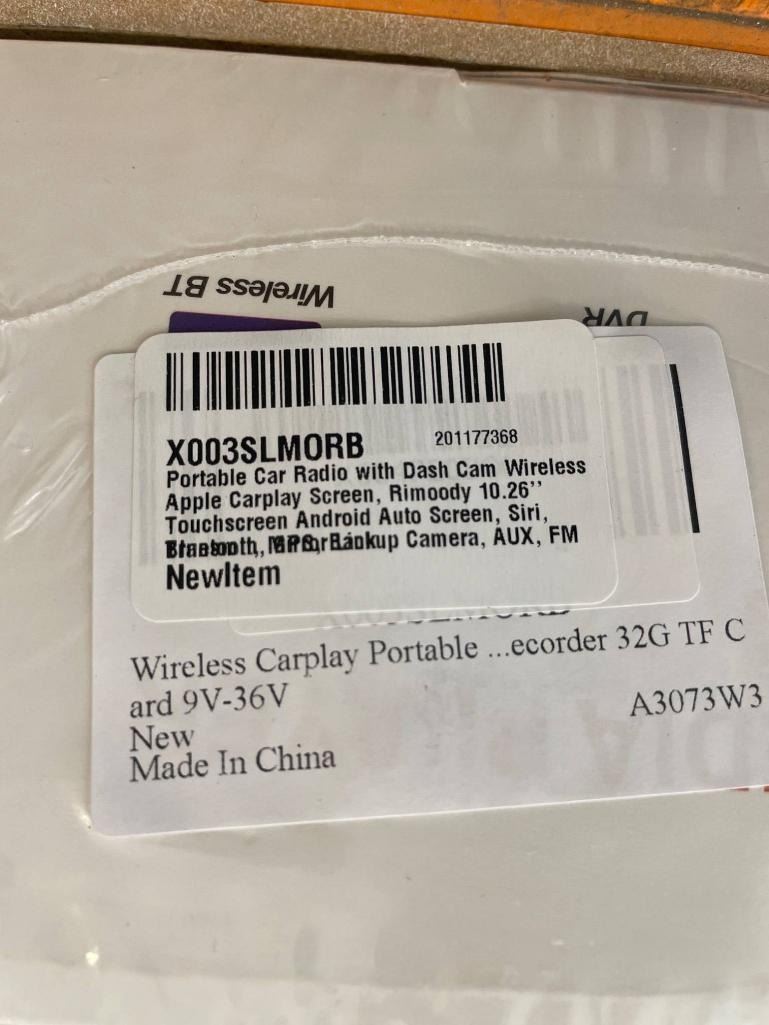 Wireless BT
DVR
X003SLMORB
201177368
Portable Car Radio with Dash Cam Wireless
Apple Carplay Screen, Rimoody 10.26''
Touchscreen Android Auto Screen, Siri,
Camera, AUX, FM
NewItem
Wireless Carplay Portable ...ecorder 32G TF C
ard 9V-36V
A3073W3
New
Made In China